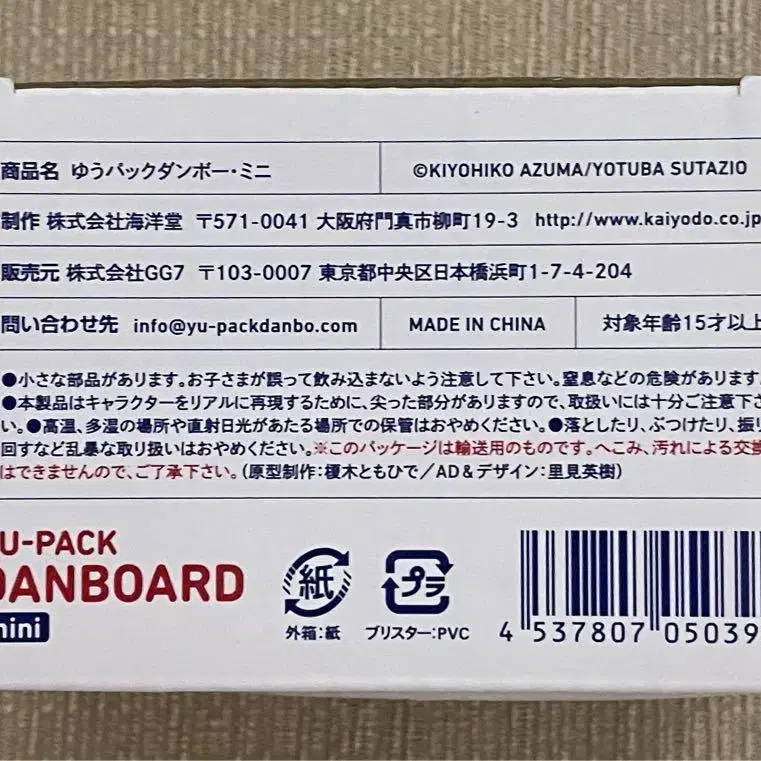 商品名 ゆうパックダンボー・ミニ ©KIYOHIKO AZUMA/YOTUBA SUTAZIO
制作 株式会社海洋堂 〒571-0041 大阪府門真市柳町19-3 http://www.kaiyodo.co.jp
販売元 株式会社GG7 〒103-0007 東京都中央区日本橋浜町1-7-4-204
問い合わせ先 info@yu-packdanbo.com MADE IN CHINA 対象年齢15才以上
●小さな部品があります。お子さまが誤って飲み込まないよう注意して下さい。窒息などの危険があります。
●本製品はキャラクターをリアルに再現するために、尖った部分がありますので、取扱いには十分ご注意下さ
い。●高温、多湿の場所や直射日光があたる場所での保管はおやめください。●落としたり、ぶつけたり、振り
回すなど乱暴な取り扱いはおやめください。※このパッケージは輸送用のものです。へこみ、汚れによる交換
はできませんので、ご了承下さい。(原型制作:榎木ともひで/AD&デザイン:里見英樹)
U-PACK
DANBOARD
mini
紙
外箱:紙
プラ
ブリスター:PVC
4 537807 05039